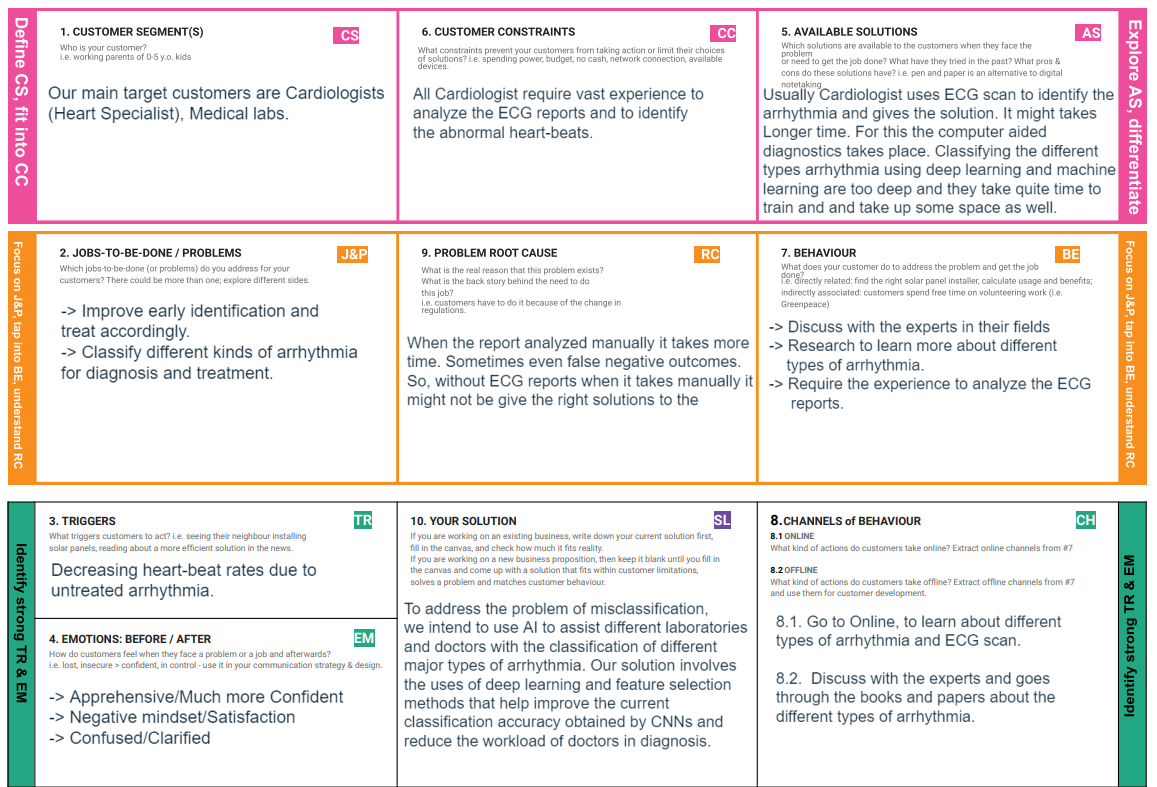 Define CS, fit into CC
1. CUSTOMER SEGMENT(S)
CS
Who is your customer?
i.e. working parents of 0-5 y.o. kids
Our main target customers are Cardiologists
(Heart Specialist), Medical labs.
6. CUSTOMER CONSTRAINTS
CC
What constraints prevent your customers from taking action or limit their choices
of solutions? i.e. spending power, budget, no cash, network connection, available
devices.
All Cardiologist require vast experience to
analyze the ECG reports and to identify
the abnormal heart-beats.
5. AVAILABLE SOLUTIONS
AS
Which solutions are available to the customers when they face the
problem
or need to get the job done? What have they tried in the past? What pros &
cons do these solutions have? i.e. pen and paper is an alternative to digital
notetaking
Usually Cardiologist uses ECG scan to identify the
arrhythmia and gives the solution. It might takes
Longer time. For this the computer aided
diagnostics takes place. Classifying the different
types arrhythmia using deep learning and machine
learning are too deep and they take quite time to
train and and take up some space as well.
Explore AS, differentiate
Focus on J&P, tap into BE, understand RC
2. JOBS-TO-BE-DONE / PROBLEMS
J&P
Which jobs-to-be-done (or problems) do you address for your
customers? There could be more than one; explore different sides.
-> Improve early identification and
treat accordingly.
-> Classify different kinds of arrhythmia
for diagnosis and treatment.
9. PROBLEM ROOT CAUSE
RC
What is the real reason that this problem exists?
What is the back story behind the need to do
this job?
i.e. customers have to do it because of the change in
regulations.
When the report analyzed manually it takes more
time. Sometimes even false negative outcomes.
So, without ECG reports when it takes manually it
might not be give the right solutions to the
7. BEHAVIOUR
BE
What does your customer do to address the problem and get the job
done?
i.e. directly related: find the right solar panel installer, calculate usage and benefits;
indirectly associated: customers spend free time on volunteering work (i.e.
Greenpeace)
-> Discuss with the experts in their fields
-> Research to learn more about different
types of arrhythmia.
-> Require the experience to analyze the ECG
reports.
Focus on J&P, tap into BE, understand RC
Identify strong TR & EM
3. TRIGGERS
TR
What triggers customers to act? i.e. seeing their neighbour installing
solar panels, reading about a more efficient solution in the news.
Decreasing heart-beat rates due to
untreated arrhythmia.
4. EMOTIONS: BEFORE / AFTER
EM
How do customers feel when they face a problem or a job and afterwards?
i.e. lost, insecure > confident, in control - use it in your communication strategy & design.
-> Apprehensive/Much more Confident
-> Negative mindset/Satisfaction
-> Confused/Clarified
10. YOUR SOLUTION
SL
If you are working on an existing business, write down your current solution first,
fill in the canvas, and check how much it fits reality.
If you are working on a new business proposition, then keep it blank until you fill in
the canvas and come up with a solution that fits within customer limitations,
solves a problem and matches customer behaviour.
To address the problem of misclassification,
we intend to use AI to assist different laboratories
and doctors with the classification of different
major types of arrhythmia. Our solution involves
the uses of deep learning and feature selection
methods that help improve the current
classification accuracy obtained by CNNs and
reduce the workload of doctors in diagnosis.
8.CHANNELS of BEHAVIOUR
CH
8.1 ONLINE
What kind of actions do customers take online? Extract online channels from #7
8.2 OFFLINE
What kind of actions do customers take offline? Extract offline channels from #7
and use them for customer development.
8.1. Go to Online, to learn about different
types of arrhythmia and ECG scan.
8.2. Discuss with the experts and goes
through the books and papers about the
different types of arrhythmia.
Identify strong TR & EM